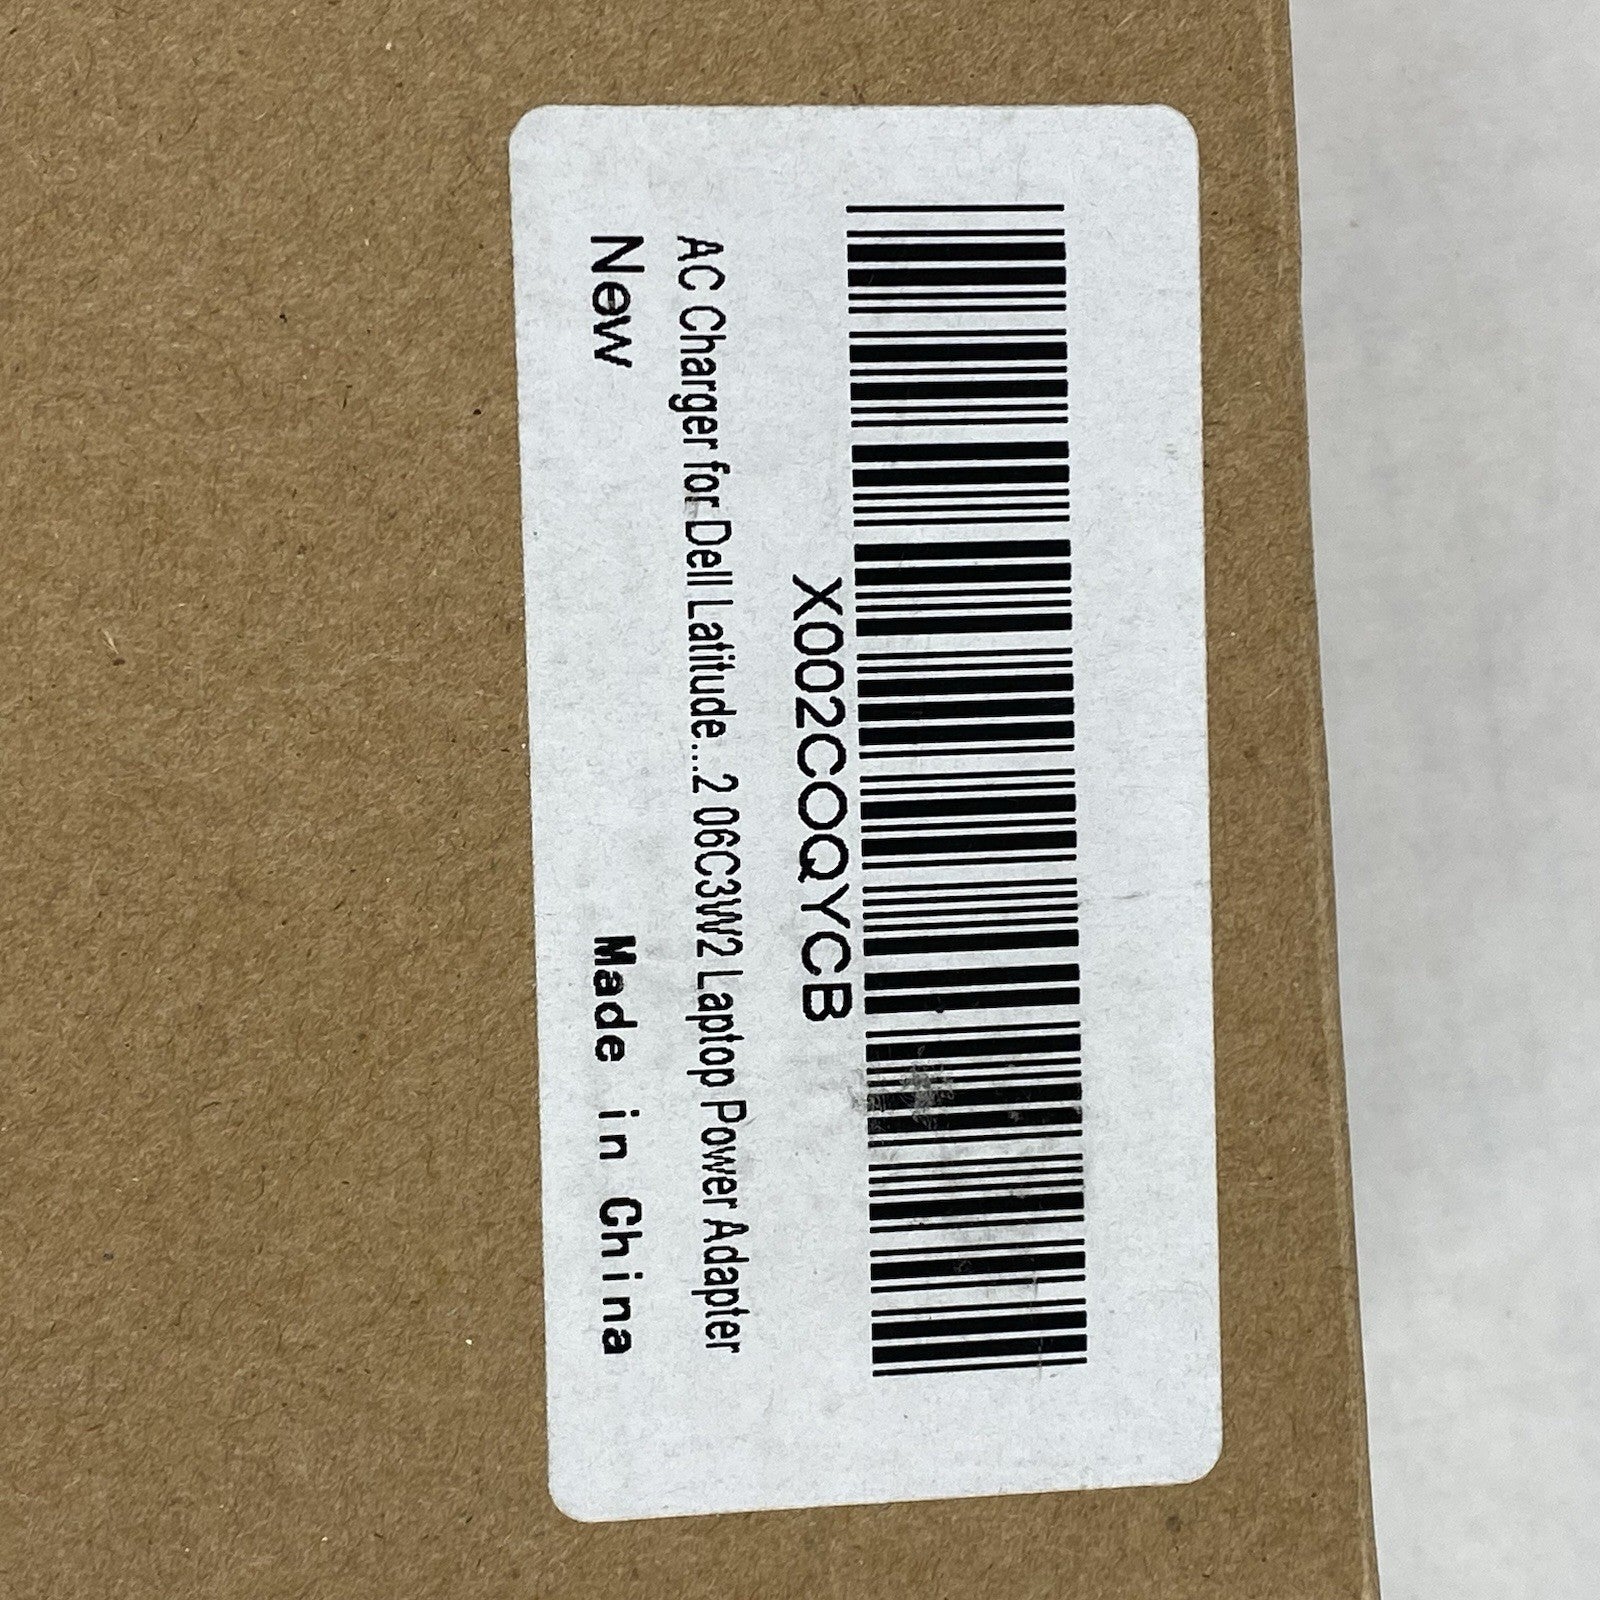 X002COQYCB
AC Charger for Dell Latitude...2 06C3W2 Laptop Power Adapter
New
Made in China